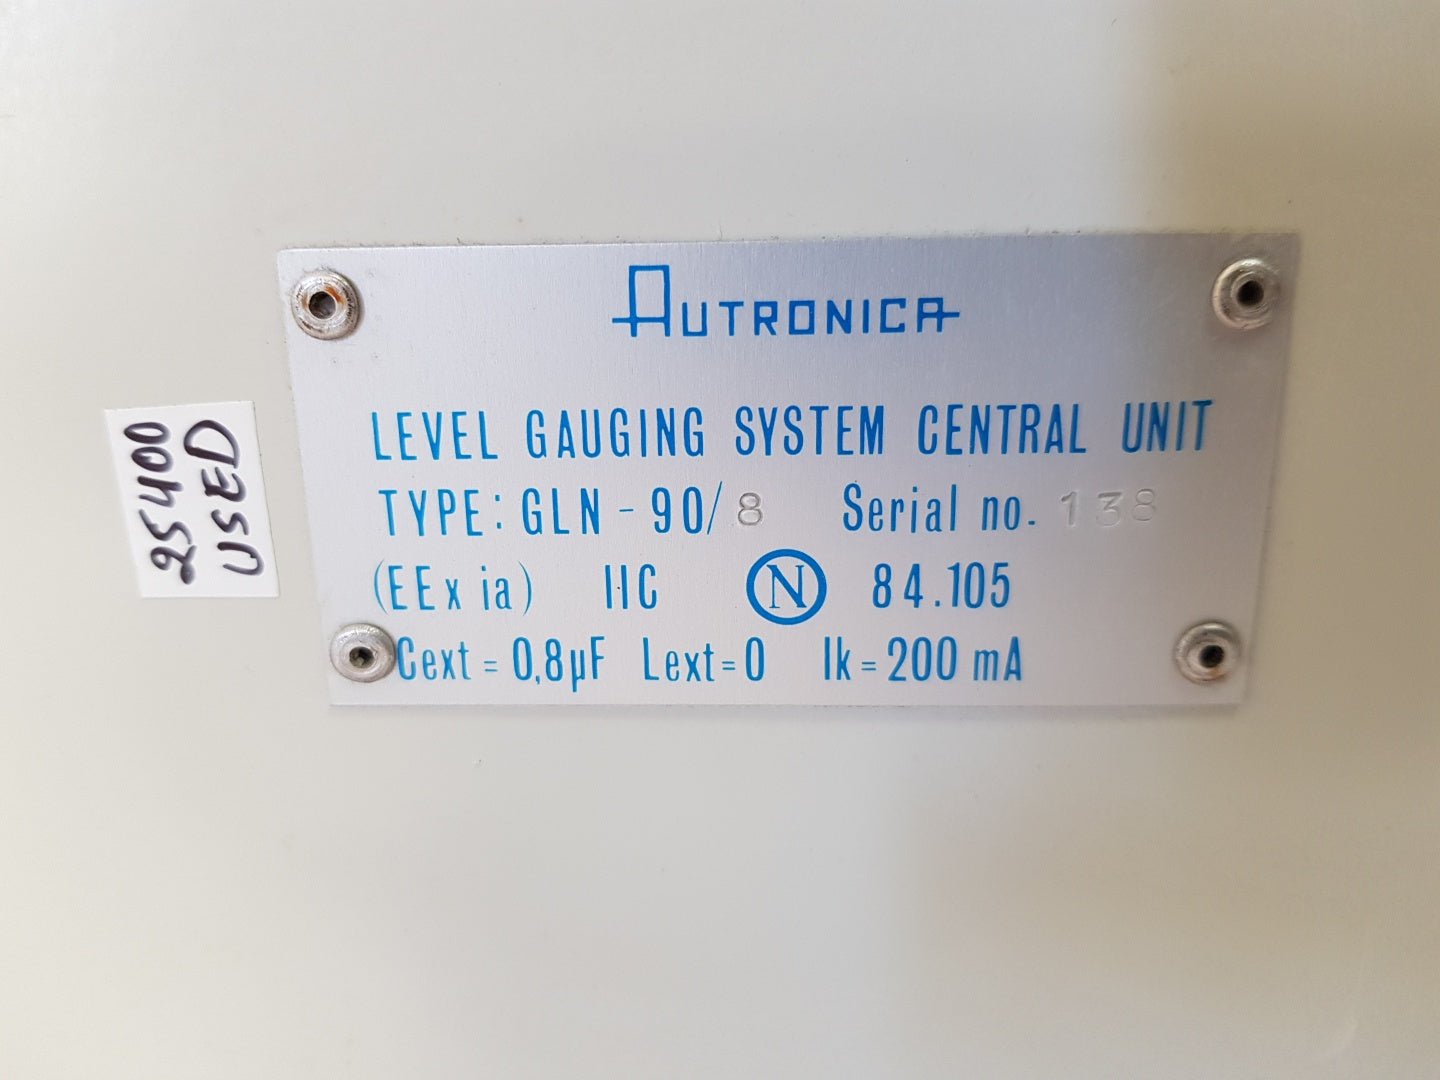 AUTRONICA
LEVEL GAUGING SYSTEM CENTRAL UNIT
TYPE: GLN - 90/8 Serial no. 138
(EEx ia) IIC N 84.105
Cext = 0,8µF Lext = 0 Ik = 200 mA
25400
USED